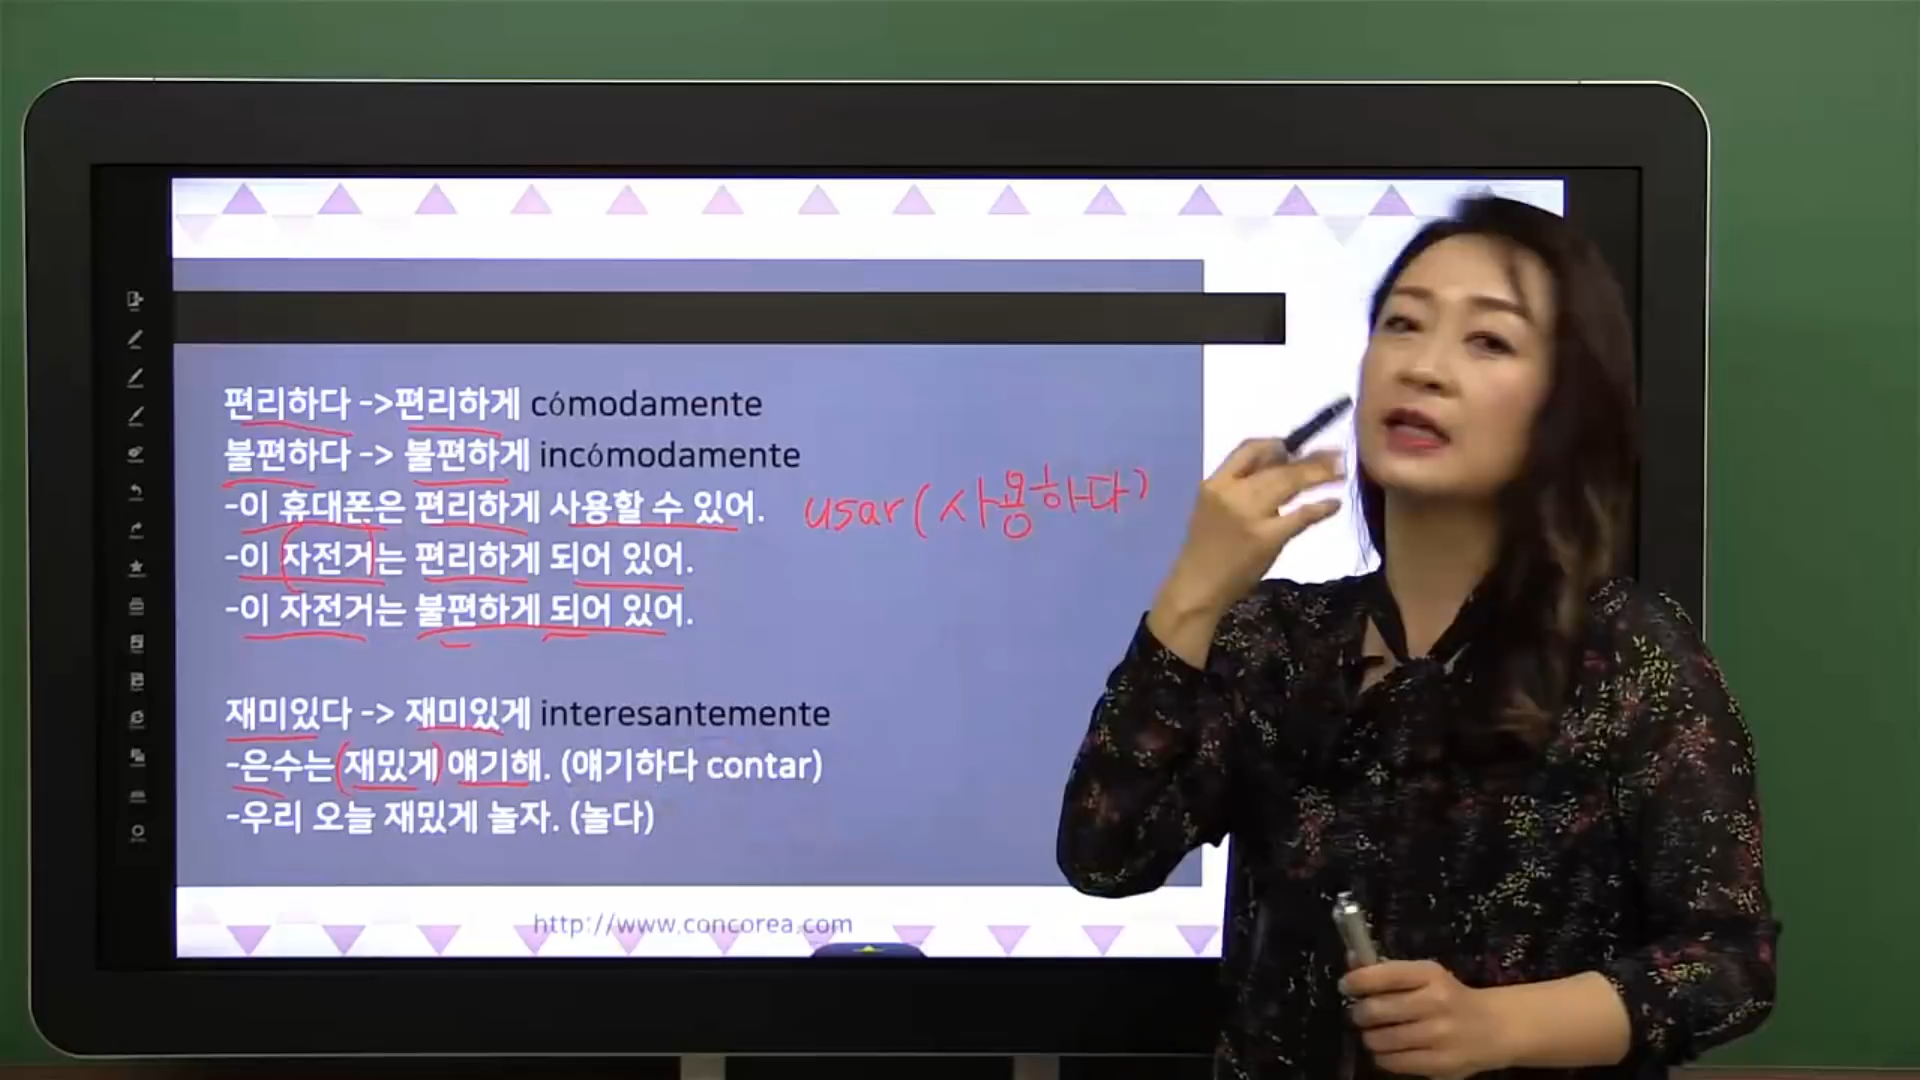 편리하다 ->편리하게 cómodamente
불편하다 -> 불편하게 incómodamente
-이 휴대폰은 편리하게 사용할 수 있어. usar(사용하다)
-이 자전거는 편리하게 되어 있어.
-이 자전거는 불편하게 되어 있어.
재미있다 -> 재미있게 interesantemente
-은수는 재밌게 얘기해. (얘기하다 contar)
-우리 오늘 재밌게 놀자. (놀다)
http://www.concorea.com